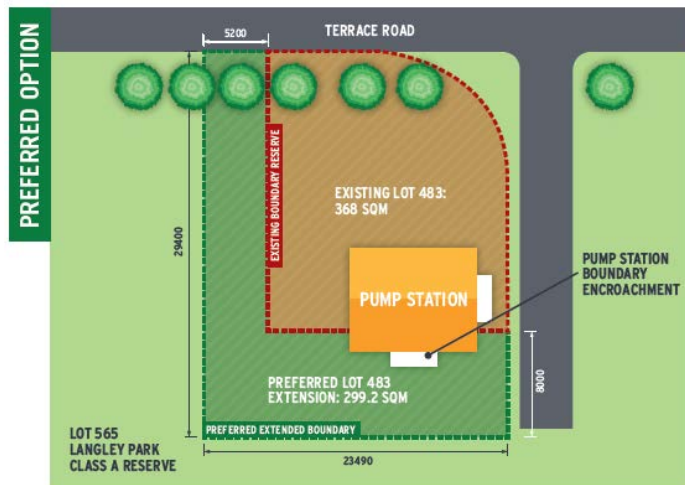 PREFERRED OPTION
TERRACE ROAD
5200
EXISTING BOUNDARY RESERVE
EXISTING LOT 483:
368 SQM
29400
PUMP STATION
PUMP STATION
BOUNDARY
ENCROACHMENT
PREFERRED LOT 483
EXTENSION: 299.2 SQM
8000
LOT 565
LANGLEY PARK
CLASS A RESERVE
PREFERRED EXTENDED BOUNDARY
23490